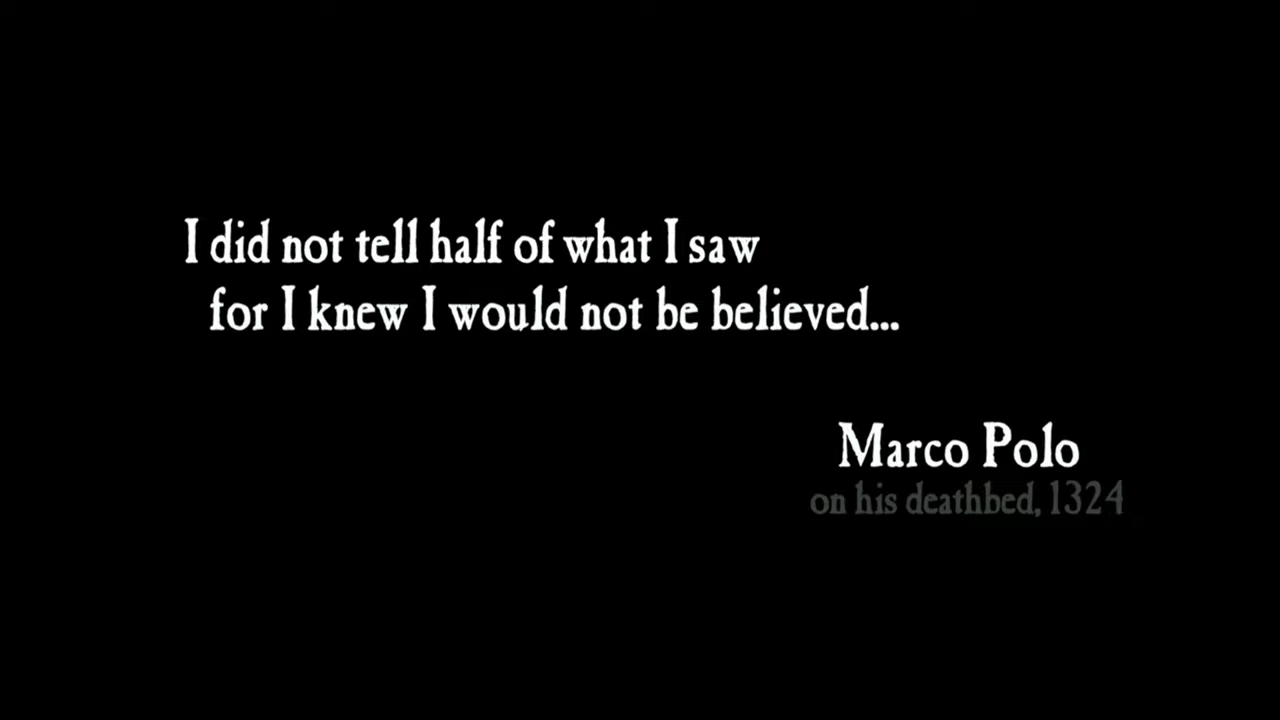 I did not tell half of what I saw
for I knew I would not be believed...
Marco Polo
on his deathbed, 1324